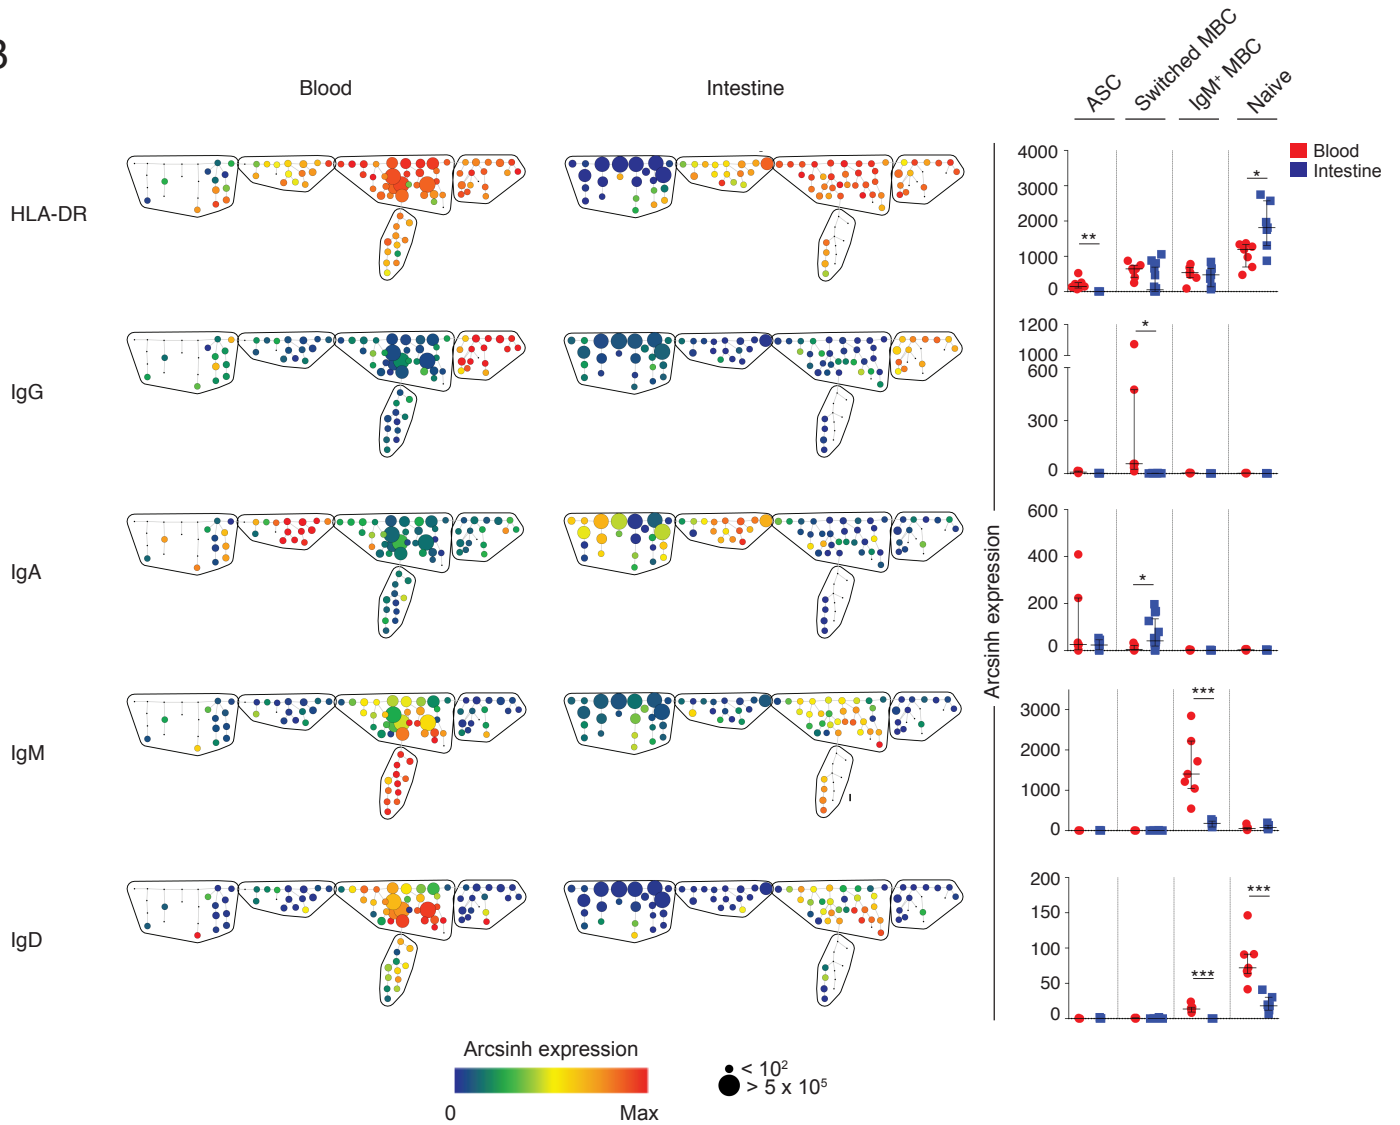 B
Blood
Intestine
ASC
Switched MBC
IgM+ MBC
Naive
Blood
Intestine
HLA-DR
4000
3000
2000
1000
0
**
*
IgG
1200
1000
600
300
0
*
IgA
600
400
200
0
*
IgM
3000
2000
1000
0
***
IgD
200
150
100
50
0
***
***
Arcsinh expression
Arcsinh expression
0
Max
< 10²
> 5 x 10⁵